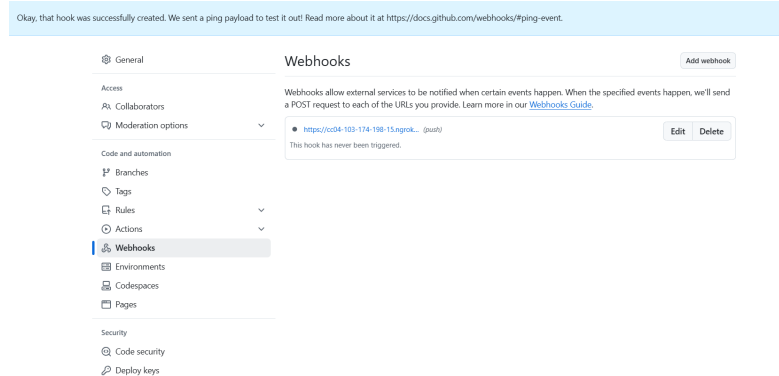 Okay, that hook was successfully created. We sent a ping payload to test it out! Read more about it at https://docs.github.com/webhooks/#ping-event.
General
Access
Collaborators
Moderation options
Code and automation
Branches
Tags
Rules
Actions
Webhooks
Environments
Codespaces
Pages
Security
Code security
Deploy keys
Webhooks
Add webhook
Webhooks allow external services to be notified when certain events happen. When the specified events happen, we'll send
a POST request to each of the URLs you provide. Learn more in our Webhooks Guide.
https://cc04-103-174-198-15.ngrok... (push)
Edit Delete
This hook has never been triggered.